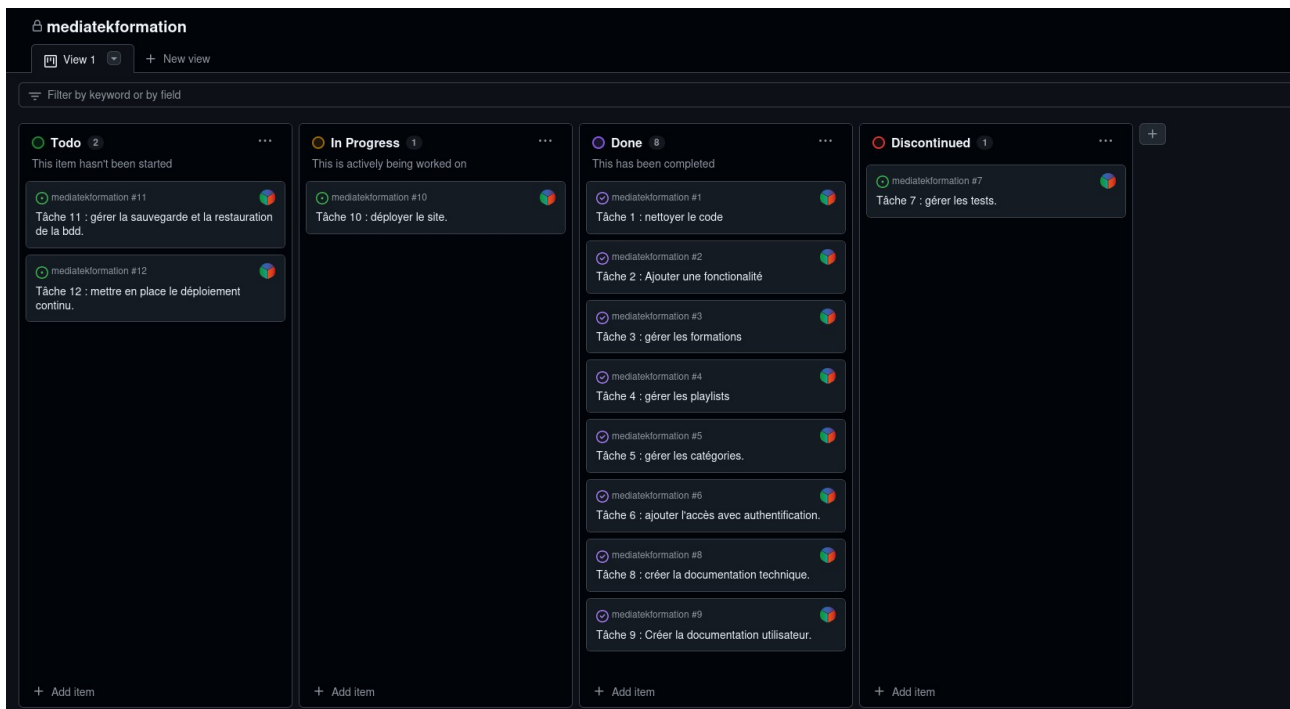 mediatekformation
View 1
New view
Filter by keyword or by field
Todo 2
This item hasn't been started
mediatekformation #11
Tâche 11 : gérer la sauvegarde et la restauration
de la bdd.
mediatekformation #12
Tâche 12 : mettre en place le déploiement
continu.
+ Add item
In Progress 1
This is actively being worked on
mediatekformation #10
Tâche 10 : déployer le site.
+ Add item
Done 8
This has been completed
mediatekformation #1
Tâche 1 : nettoyer le code
mediatekformation #2
Tâche 2 : Ajouter une fonctionalité
mediatekformation #3
Tâche 3 : gérer les formations
mediatekformation #4
Tâche 4 : gérer les playlists
mediatekformation #5
Tâche 5 : gérer les catégories.
mediatekformation #6
Tâche 6 : ajouter l'accès avec authentification.
mediatekformation #8
Tâche 8 : créer la documentation technique.
mediatekformation #9
Tâche 9 : Créer la documentation utilisateur.
+ Add item
Discontinued 1
mediatekformation #7
Tâche 7 : gérer les tests.
+ Add item